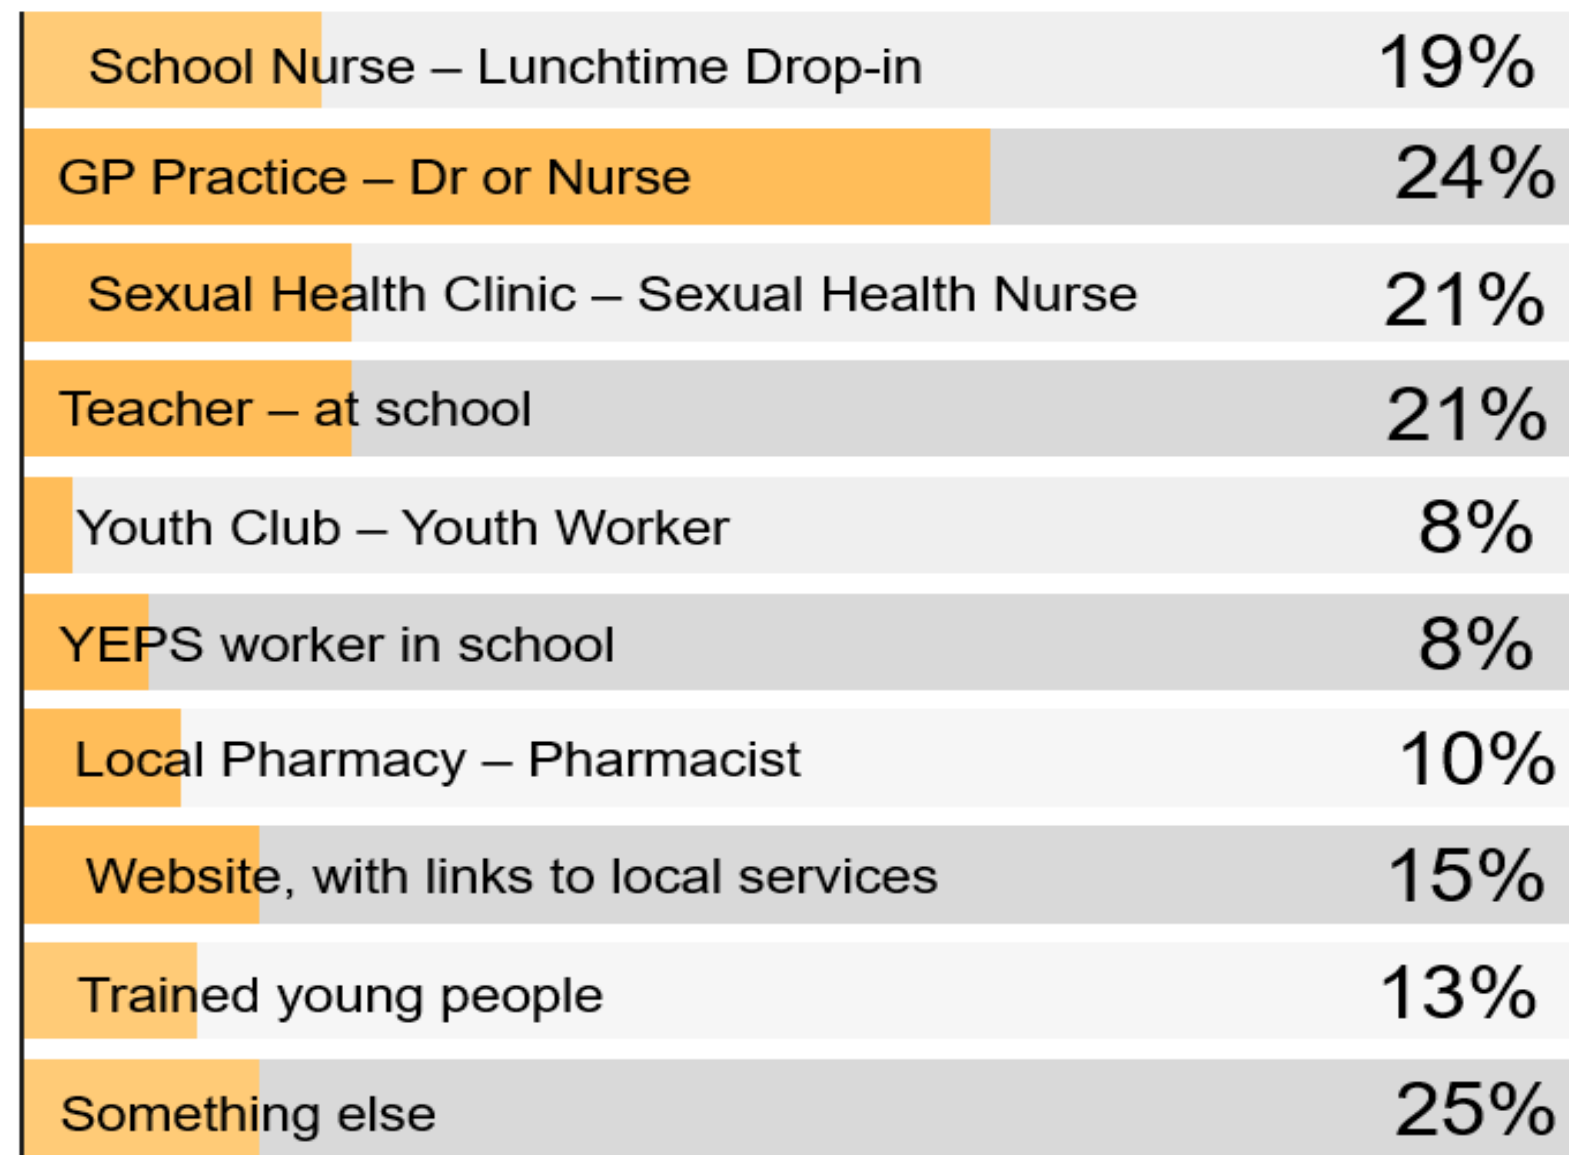 School Nurse – Lunchtime Drop-in 19%
GP Practice – Dr or Nurse 24%
Sexual Health Clinic – Sexual Health Nurse 21%
Teacher – at school 21%
Youth Club – Youth Worker 8%
YEPS worker in school 8%
Local Pharmacy – Pharmacist 10%
Website, with links to local services 15%
Trained young people 13%
Something else 25%